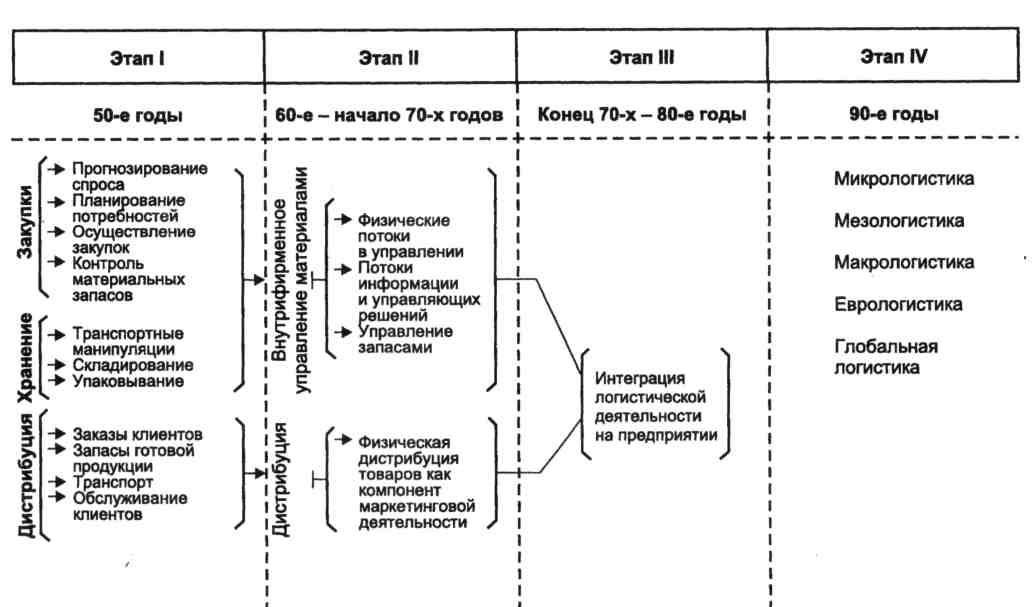 Этап I
Этап II
Этап III
Этап IV
50-е годы
60-е – начало 70-х годов
Конец 70-х – 80-е годы
90-е годы
Закупки
Прогнозирование
спроса
Планирование
потребностей
Осуществление
закупок
Контроль
материальных
запасов
Хранение
Транспортные
манипуляции
Складирование
Упаковывание
Дистрибуция
Заказы клиентов
Запасы готовой
продукции
Транспорт
Обслуживание
клиентов
Внутрифирменное
управление материалами
Физические
потоки
в управлении
Потоки
информации
и управляющих
решений
Управление
запасами
Дистрибуция
Физическая
дистрибуция
товаров как
компонент
маркетинговой
деятельности
Интеграция
логистической
деятельности
на предприятии
Микрологистика
Мезологистика
Макрологистика
Еврологистика
Глобальная
логистика